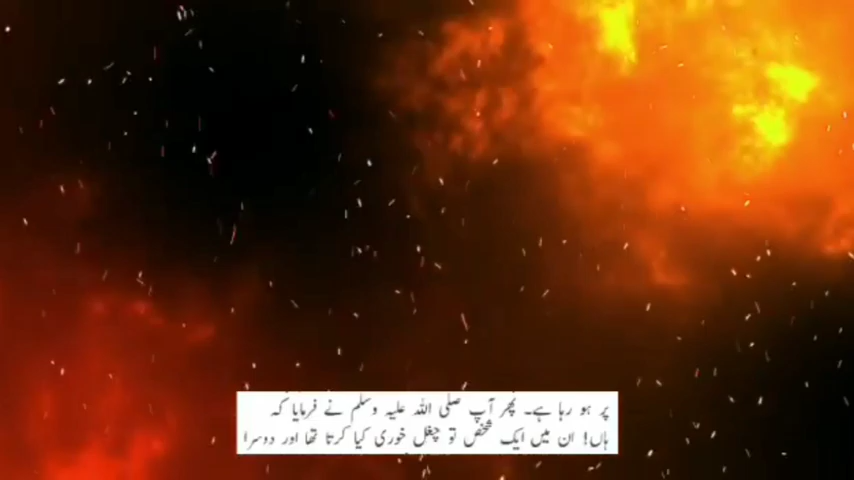 پر ہو رہا ہے۔ پھر آپ صلی اللہ علیہ وسلم نے فرمایا کہ
ہاں! ان میں ایک شخص تو چغل خوری کیا کرتا تھا اور دوسرا